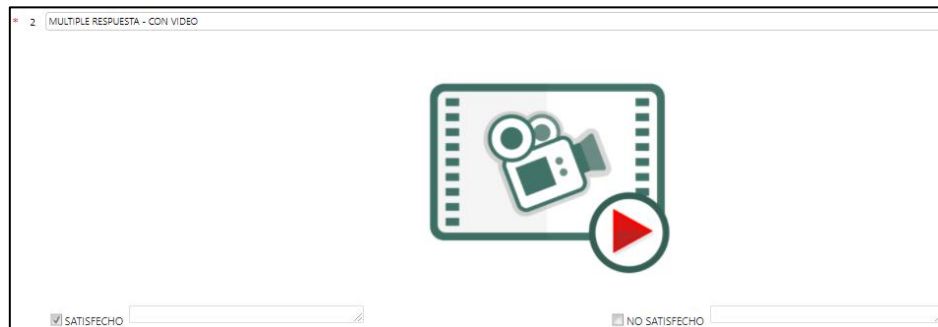 * 2 MULTIPLE RESPUESTA - CON VIDEO
SATISFECHO NO SATISFECHO